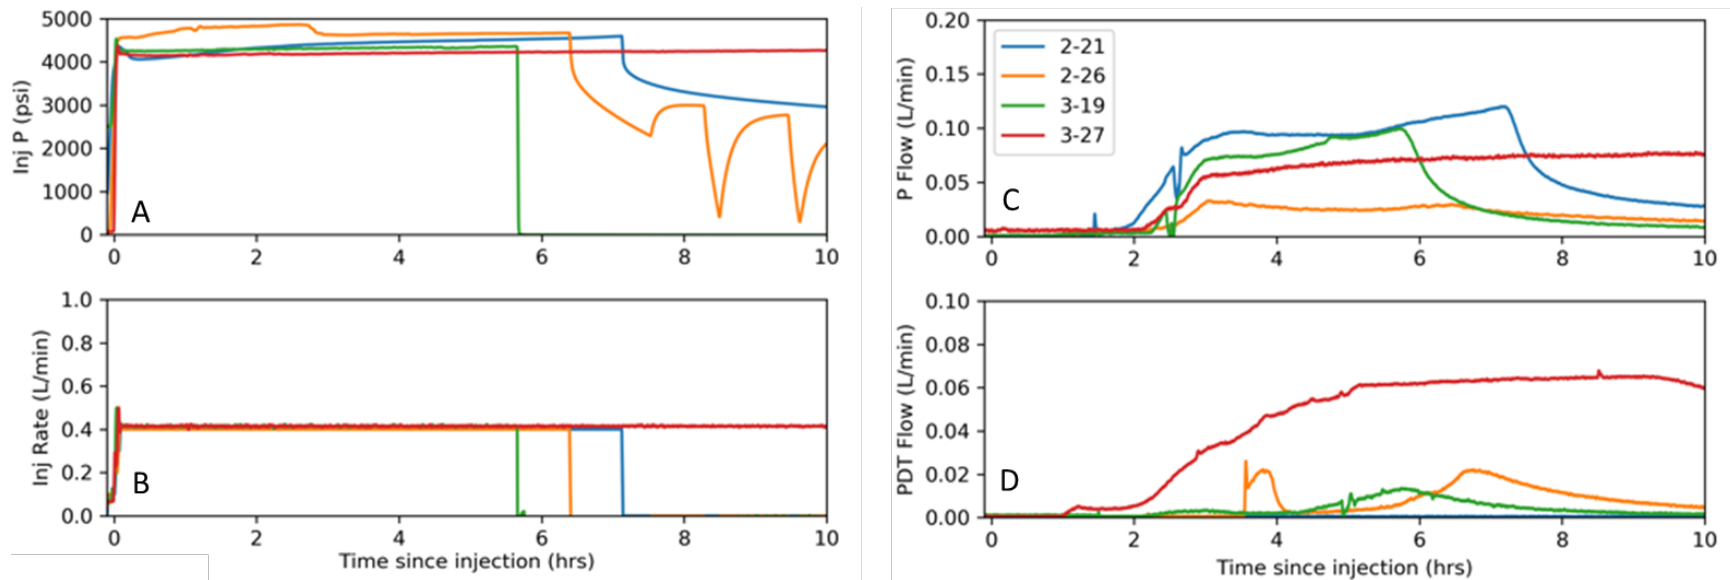 5000
4000
3000
2000
1000
0
Inj P (psi)
A
0 2 4 6 8 10
1.0
0.8
0.6
0.4
0.2
0.0
Inj Rate (L/min)
B
0 2 4 6 8 10
Time since injection (hrs)
0.20
0.15
0.10
0.05
0.00
P Flow (L/min)
2-21
2-26
3-19
3-27
C
0 2 4 6 8 10
0.10
0.08
0.06
0.04
0.02
0.00
PDT Flow (L/min)
D
0 2 4 6 8 10
Time since injection (hrs)